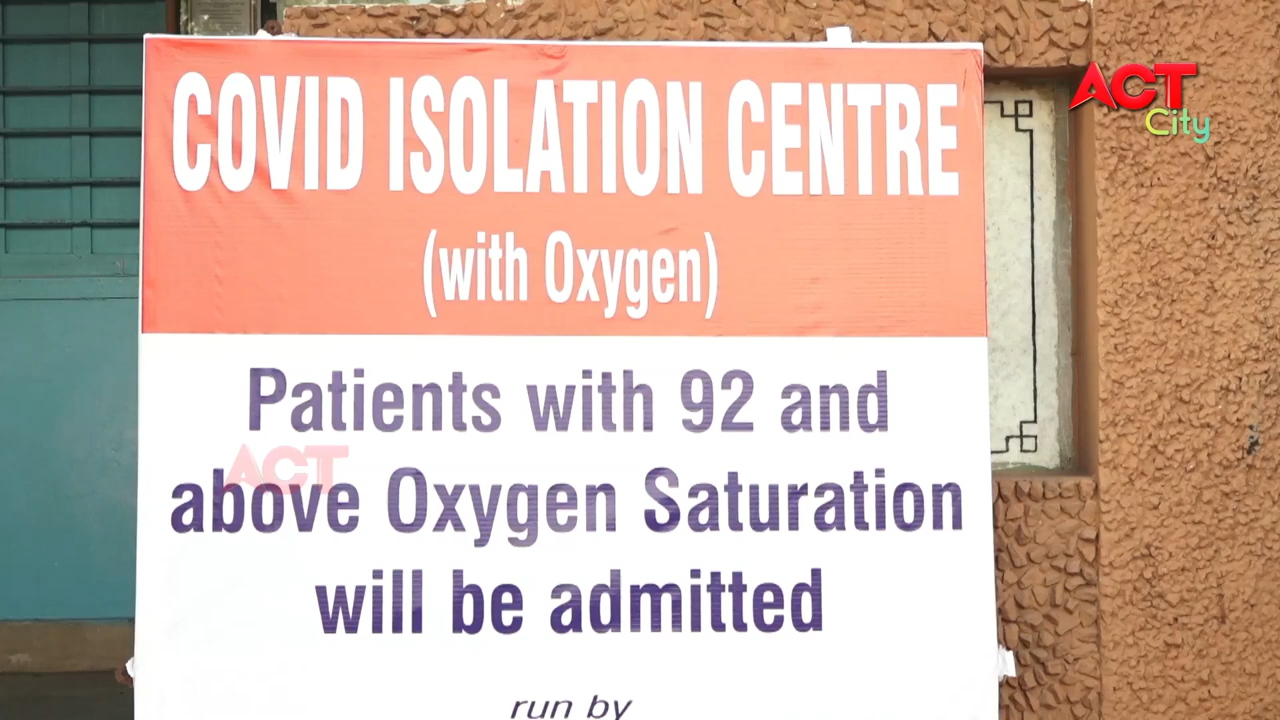 COVID ISOLATION CENTRE
(with Oxygen)
Patients with 92 and
above Oxygen Saturation
will be admitted
run by
ACT
City
ACT